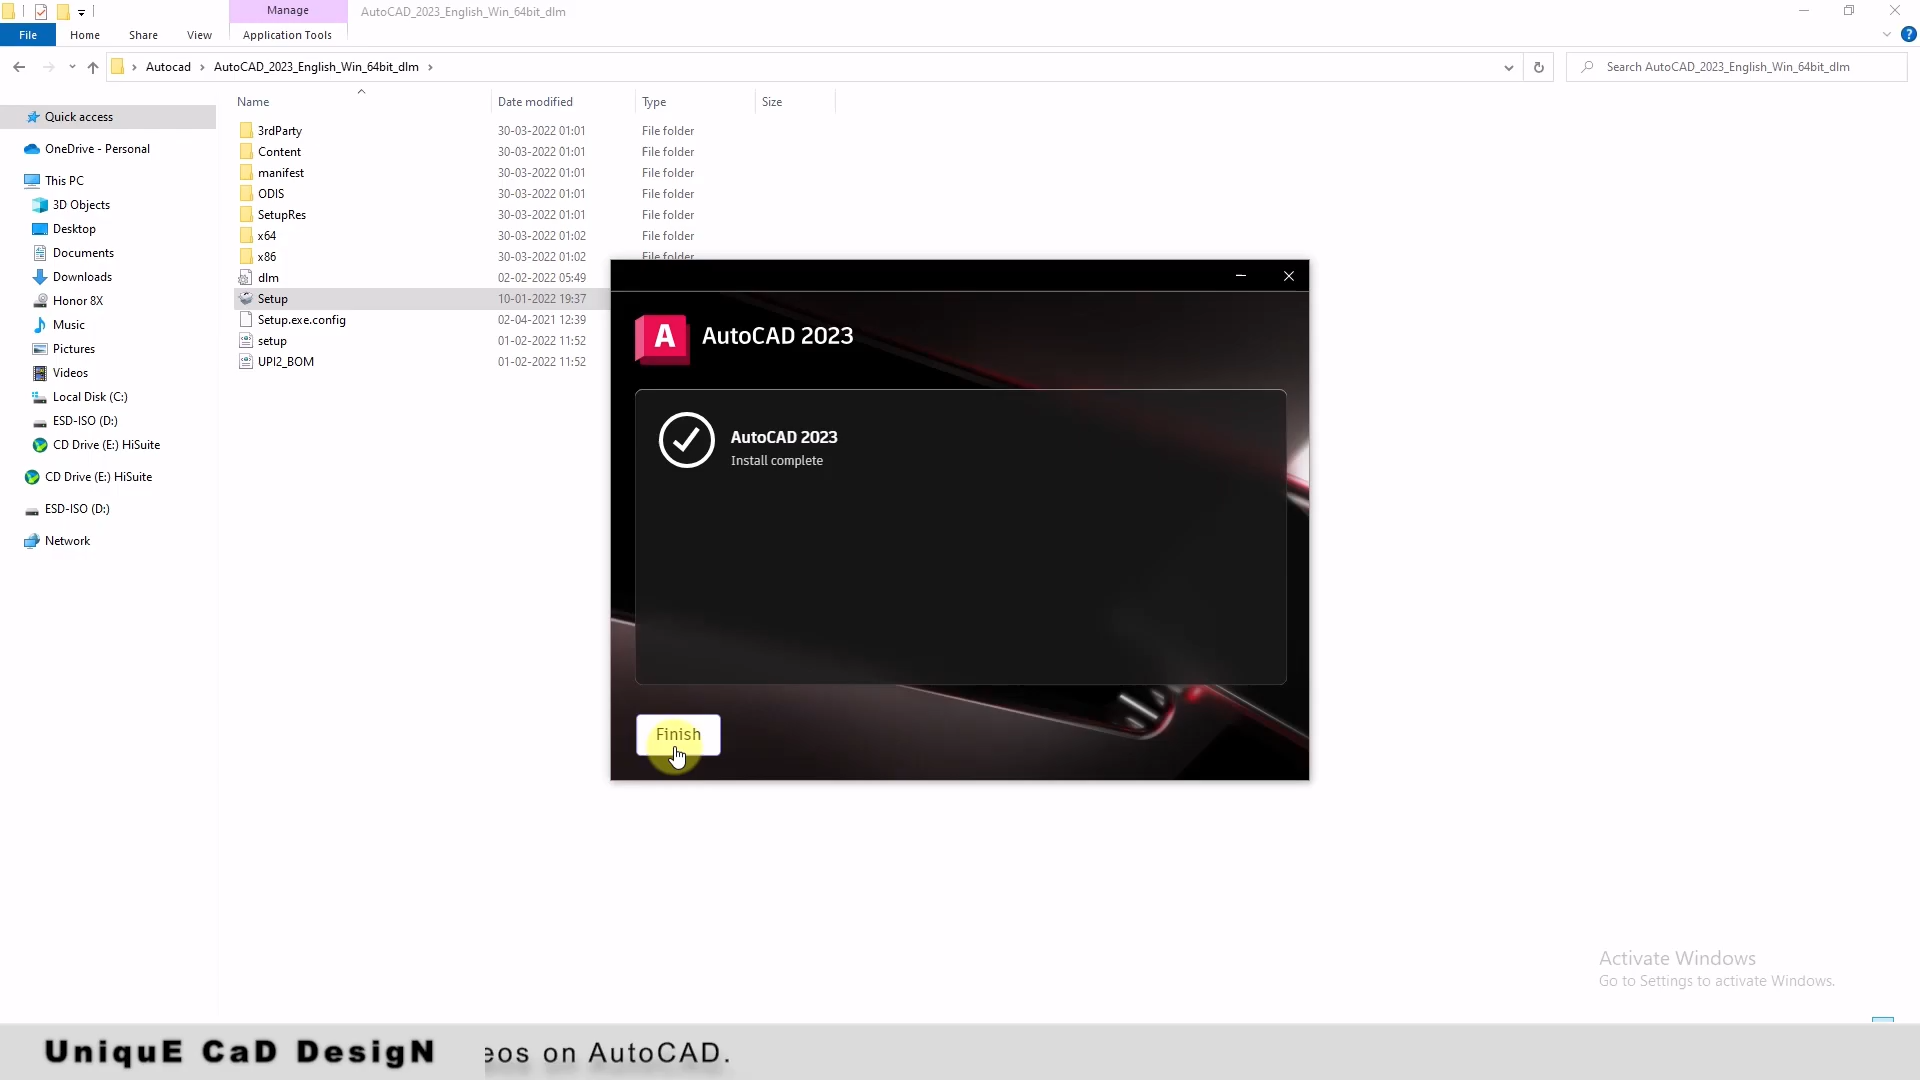 Manage
AutoCAD_2023_English_Win_64bit_dlm
File
Home
Share
View
Application Tools
Autocad
AutoCAD_2023_English_Win_64bit_dlm
Search AutoCAD_2023_English_Win_64bit_dlm
Name
Date modified
Type
Size
Quick access
OneDrive - Personal
This PC
3D Objects
Desktop
Documents
Downloads
Honor 8X
Music
Pictures
Videos
Local Disk (C:)
ESD-ISO (D:)
CD Drive (E:) HiSuite
CD Drive (E:) HiSuite
ESD-ISO (D:)
Network
3rdParty 30-03-2022 01:01 File folder
Content 30-03-2022 01:01 File folder
manifest 30-03-2022 01:01 File folder
ODIS 30-03-2022 01:01 File folder
SetupRes 30-03-2022 01:01 File folder
x64 30-03-2022 01:02 File folder
x86 30-03-2022 01:02 File folder
dlm 02-02-2022 05:49
Setup 10-01-2022 19:37
Setup.exe.config 02-04-2021 12:39
setup 01-02-2022 11:52
UPI2_BOM 01-02-2022 11:52
A AutoCAD 2023
AutoCAD 2023
Install complete
Finish
Activate Windows
Go to Settings to activate Windows.
UniquE CaD DesigN
eos on AutoCAD.